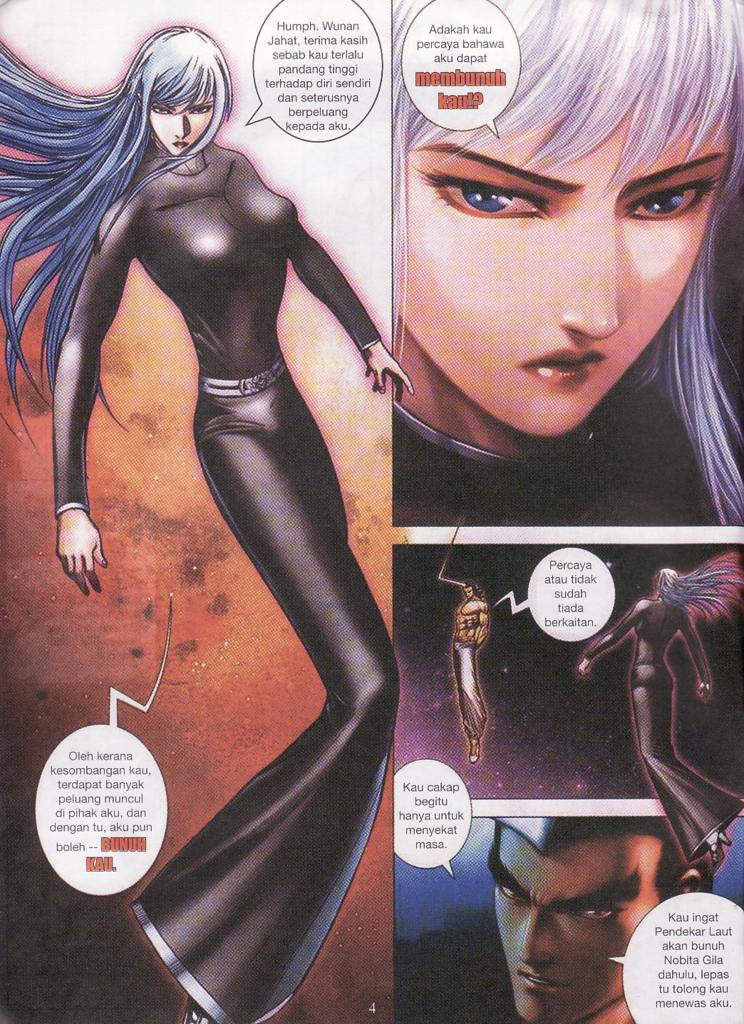 Humph. Wunan
Jahat, terima kasih
sebab kau terlalu
pandang tinggi
terhadap diri sendiri
dan seterusnya
berpeluang
kepada aku.
Adakah kau
percaya bahawa
aku dapat
membunuh
kau!?
Oleh kerana
kesombangan kau,
terdapat banyak
peluang muncul
di pihak aku, dan
dengan tu, aku pun
boleh -- BUNUH
KAU.
Percaya
atau tidak
sudah
tiada
berkaitan.
Kau cakap
begitu
hanya untuk
menyekat
masa.
Kau ingat
Pendekar Laut
akan bunuh
Nobita Gila
dahulu, lepas
tu tolong kau
menewas aku.
4